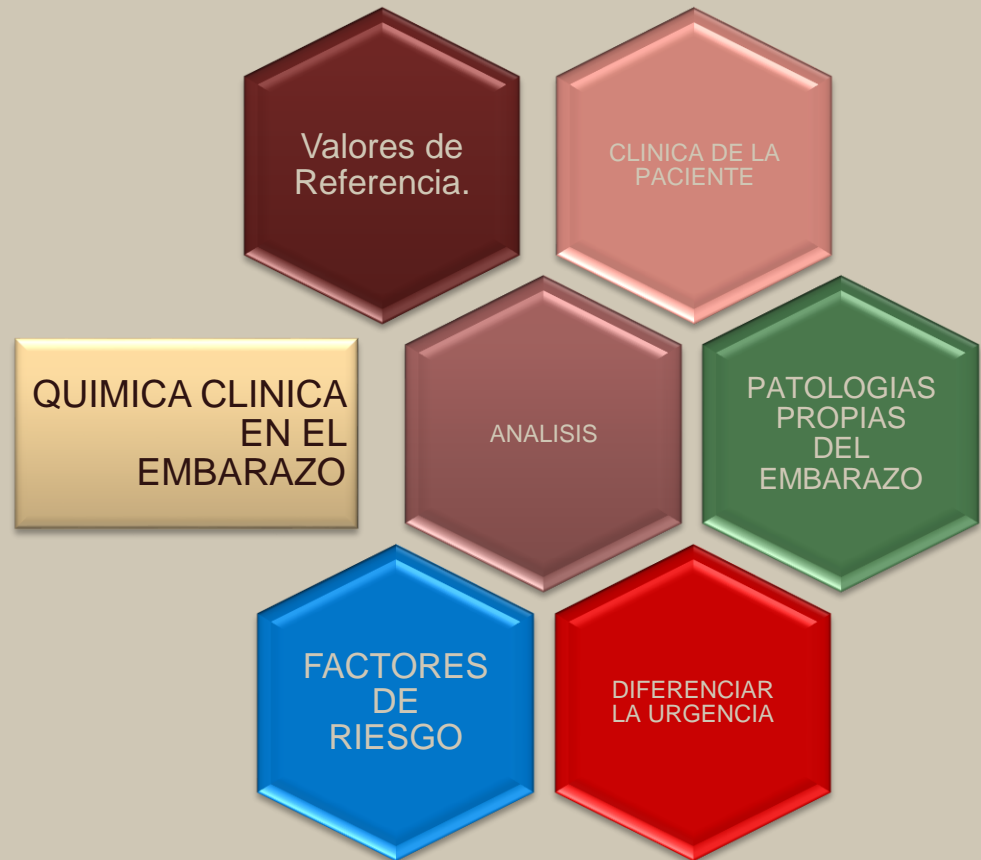 Valores de
Referencia.
CLINICA DE LA
PACIENTE
QUIMICA CLINICA
EN EL
EMBARAZO
ANALISIS
PATOLOGIAS
PROPIAS
DEL
EMBARAZO
FACTORES
DE
RIESGO
DIFERENCIAR
LA URGENCIA